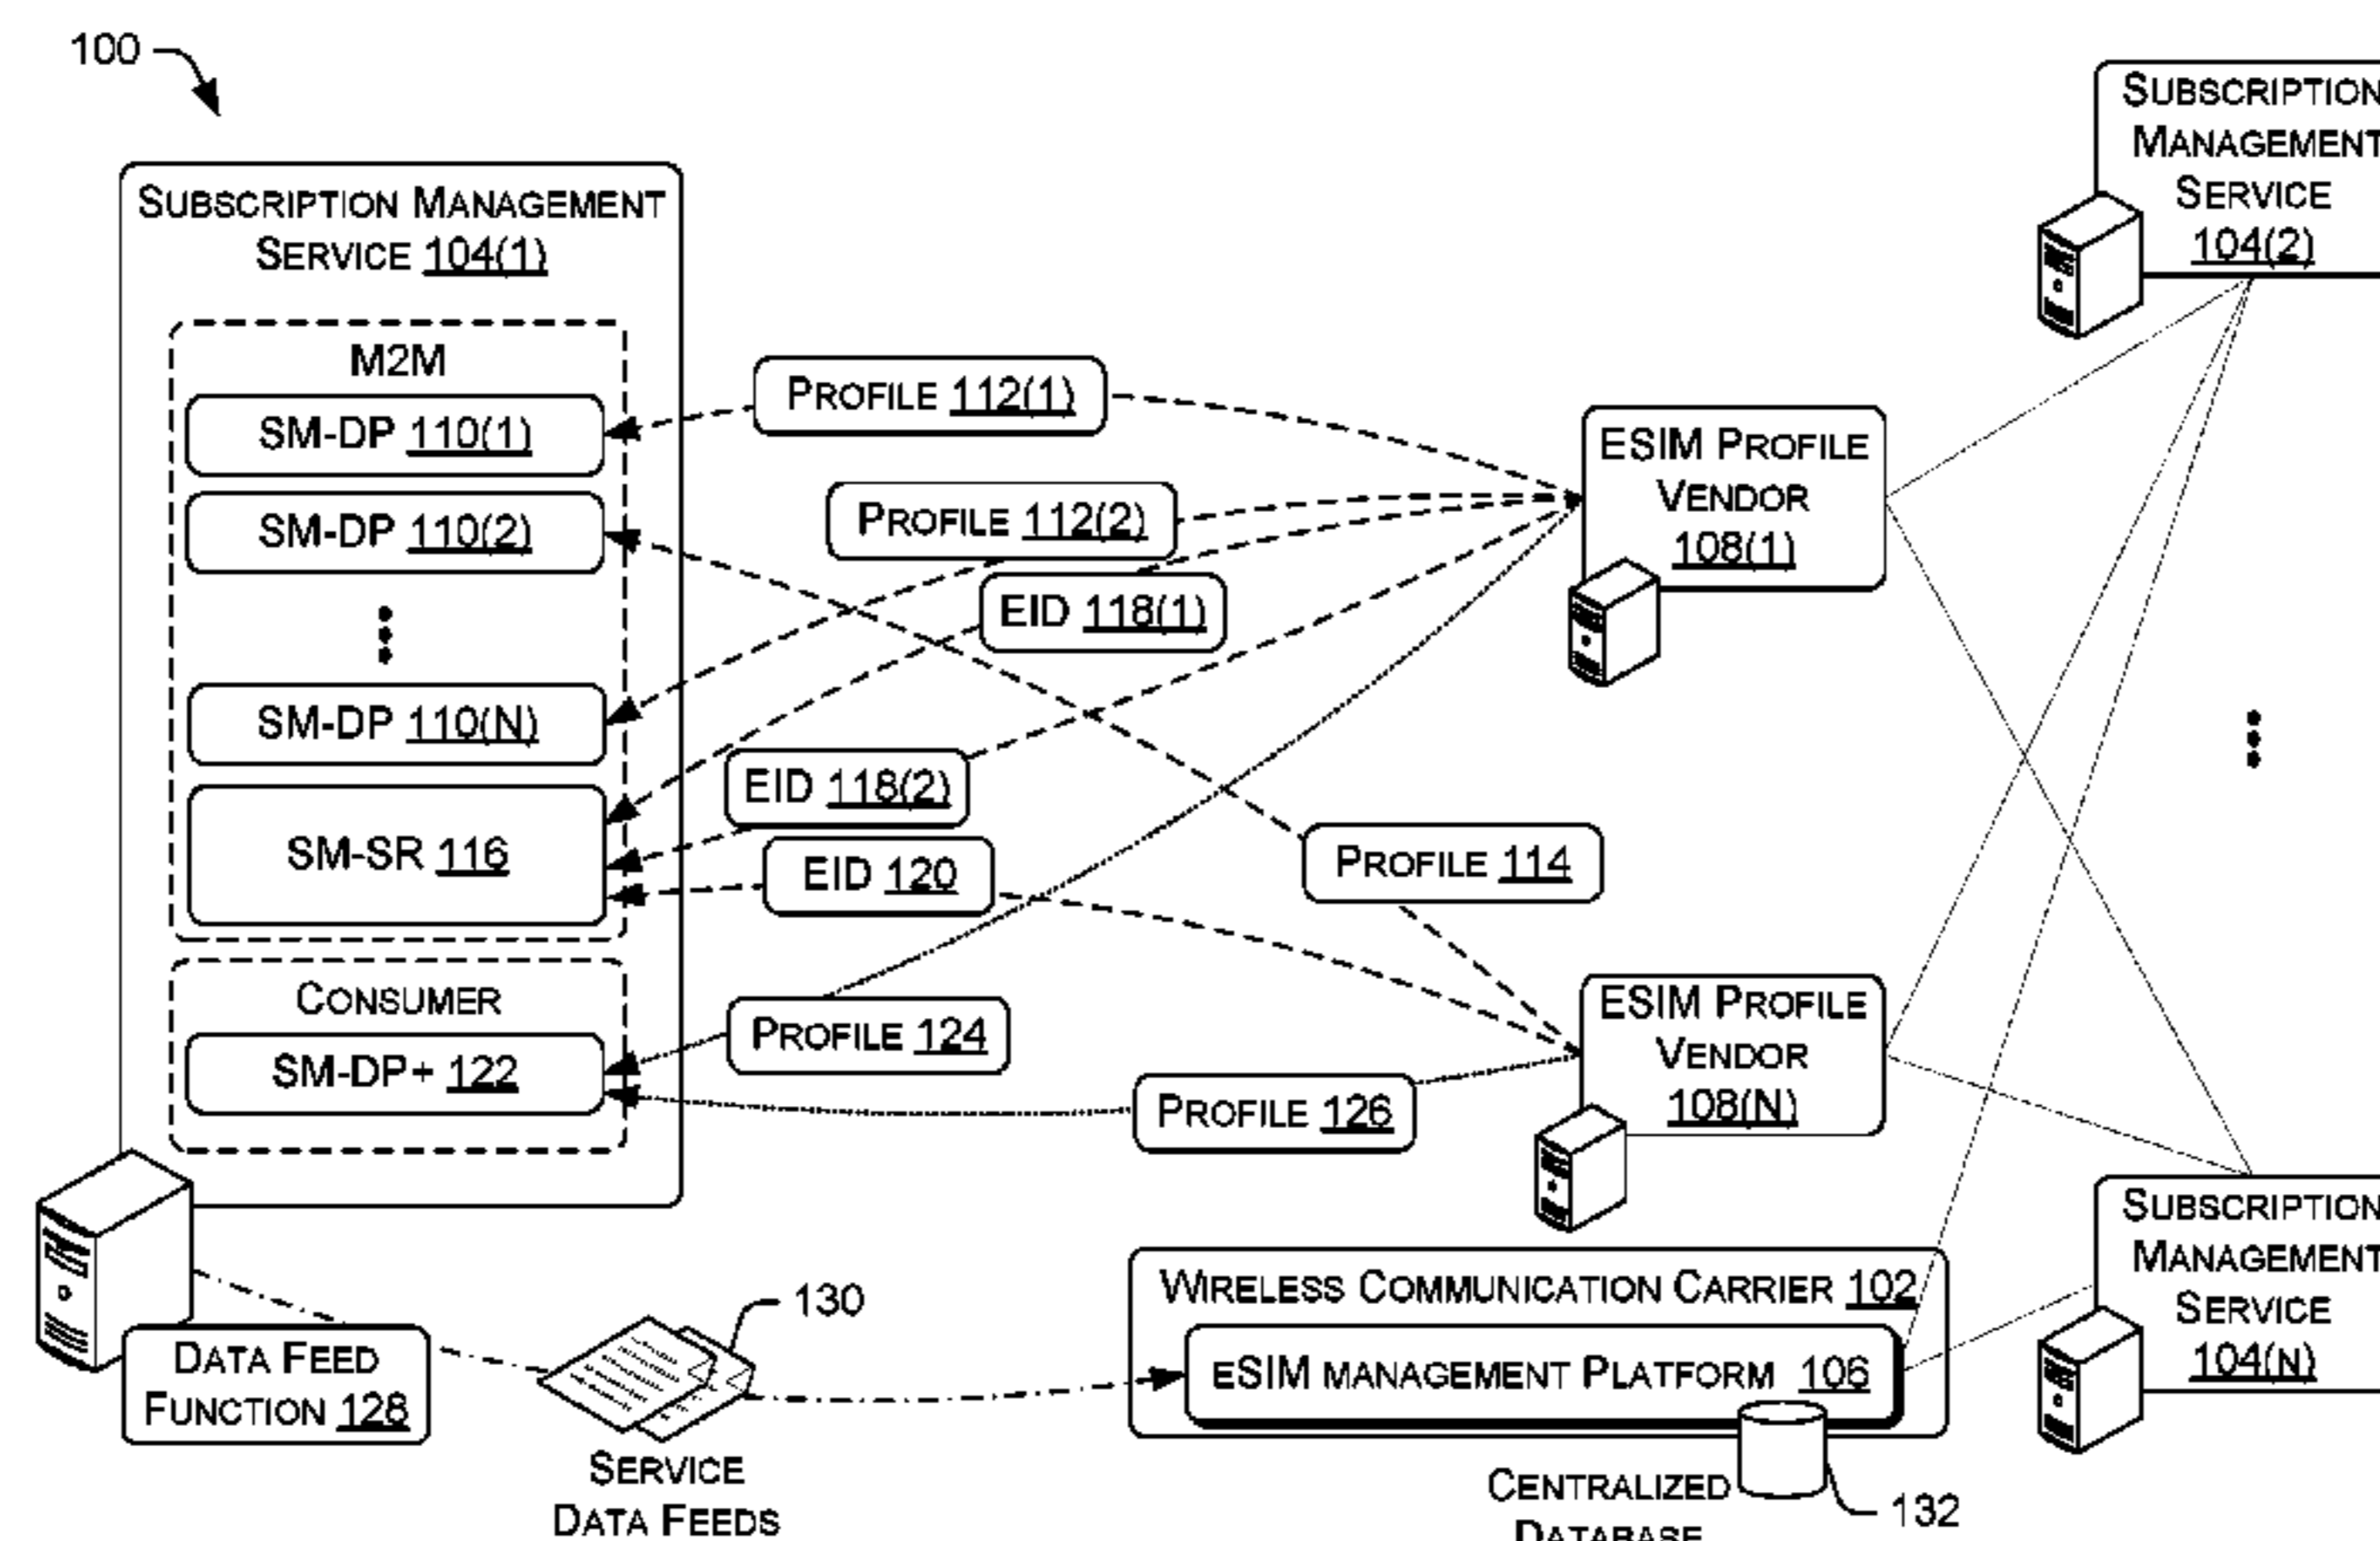 100
SUBSCRIPTION MANAGEMENT
SERVICE 104(1)
M2M
SM-DP 110(1)
SM-DP 110(2)
SM-DP 110(N)
SM-SR 116
CONSUMER
SM-DP+ 122
DATA FEED
FUNCTION 128
PROFILE 112(1)
PROFILE 112(2)
EID 118(1)
EID 118(2)
EID 120
PROFILE 114
PROFILE 124
PROFILE 126
130
SERVICE
DATA FEEDS
ESIM PROFILE
VENDOR
108(1)
ESIM PROFILE
VENDOR
108(N)
WIRELESS COMMUNICATION CARRIER 102
eSIM MANAGEMENT PLATFORM 106
CENTRALIZED
DATABASE
132
SUBSCRIPTION
MANAGEMENT
SERVICE
104(2)
SUBSCRIPTION
MANAGEMENT
SERVICE
104(N)